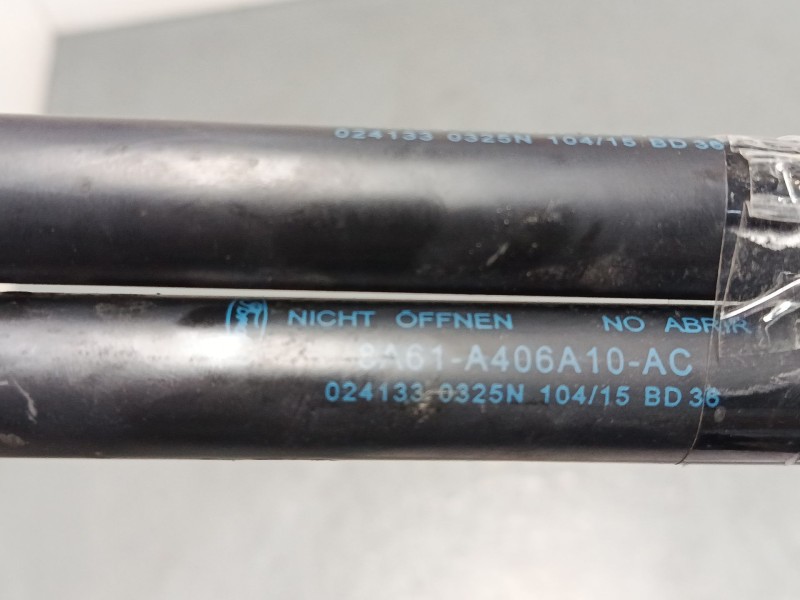 024133 0325N 104/15 BD 36
NICHT ÖFFNEN NO ABRIR
8A61-A406A10-AC
024133 0325N 104/15 BD 36